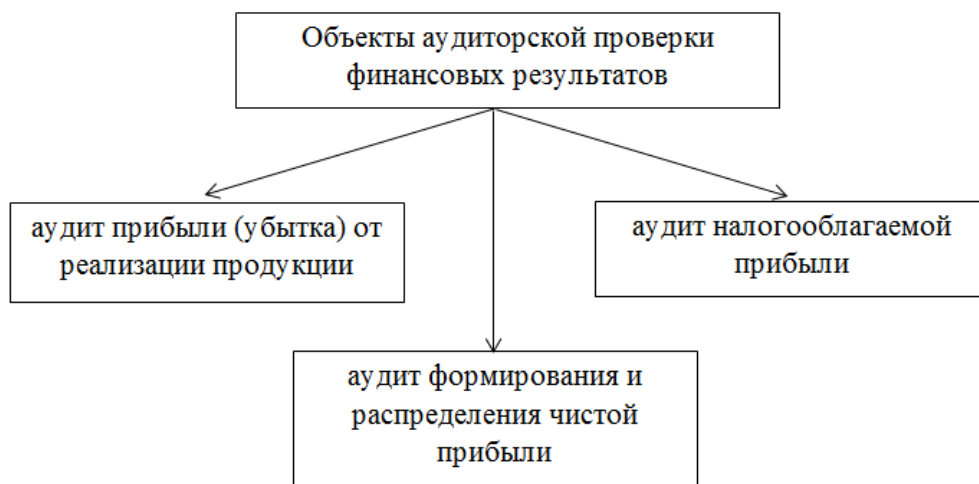 Объекты аудиторской проверки
финансовых результатов
аудит прибыли (убытка) от
реализации продукции
аудит налогооблагаемой
прибыли
аудит формирования и
распределения чистой
прибыли